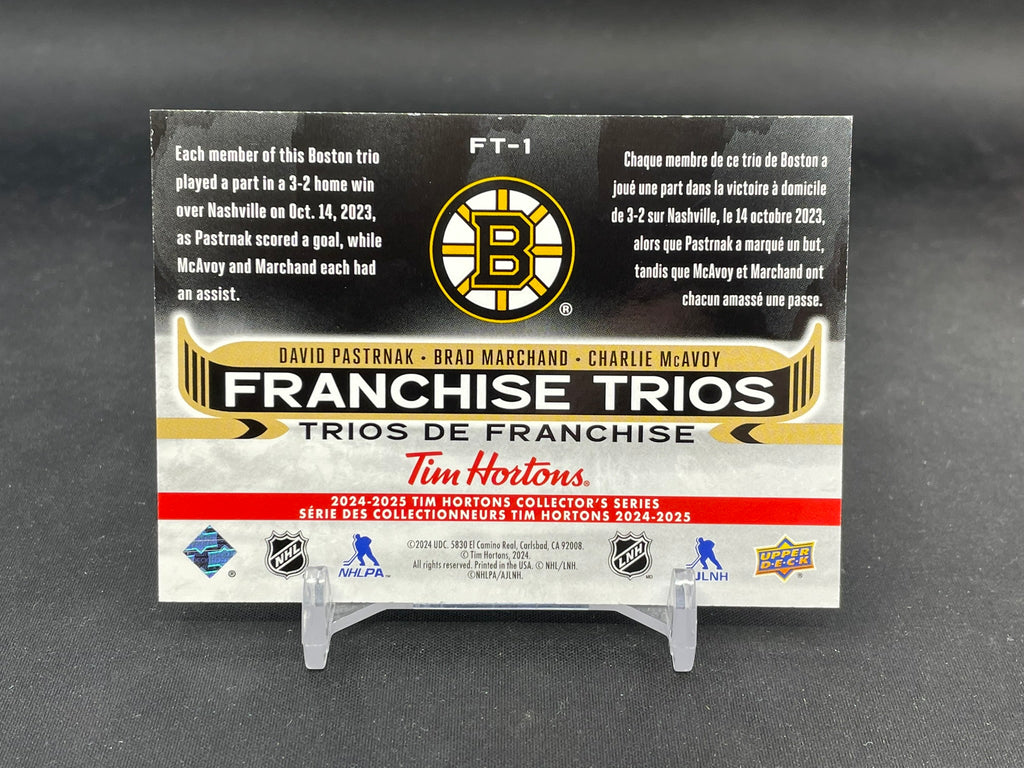 FT-1
Each member of this Boston trio
played a part in a 3-2 home win
over Nashville on Oct. 14, 2023,
as Pastrnak scored a goal, while
McAvoy and Marchand each had
an assist.
B
®
Chaque membre de ce trio de Boston a
joué une part dans la victoire à domicile
de 3-2 sur Nashville, le 14 octobre 2023,
alors que Pastrnak a marqué un but,
tandis que McAvoy et Marchand ont
chacun amassé une passe.
DAVID PASTRNAK • BRAD MARCHAND • CHARLIE McAVOY
FRANCHISE TRIOS
TRIOS DE FRANCHISE
Tim Hortons®
2024-2025 TIM HORTONS COLLECTOR'S SERIES
SÉRIE DES COLLECTIONNEURS TIM HORTONS 2024-2025
®
NHL
NHLPA™
©2024 UDC. 5830 El Camino Real, Carlsbad, CA 92008.
© Tim Hortons, 2024.
All rights reserved. Printed in the USA. © NHL/LNH.
©NHLPA/AJLNH.
LNH
MD
AJLNH
UPPER
D·E·C·K
®